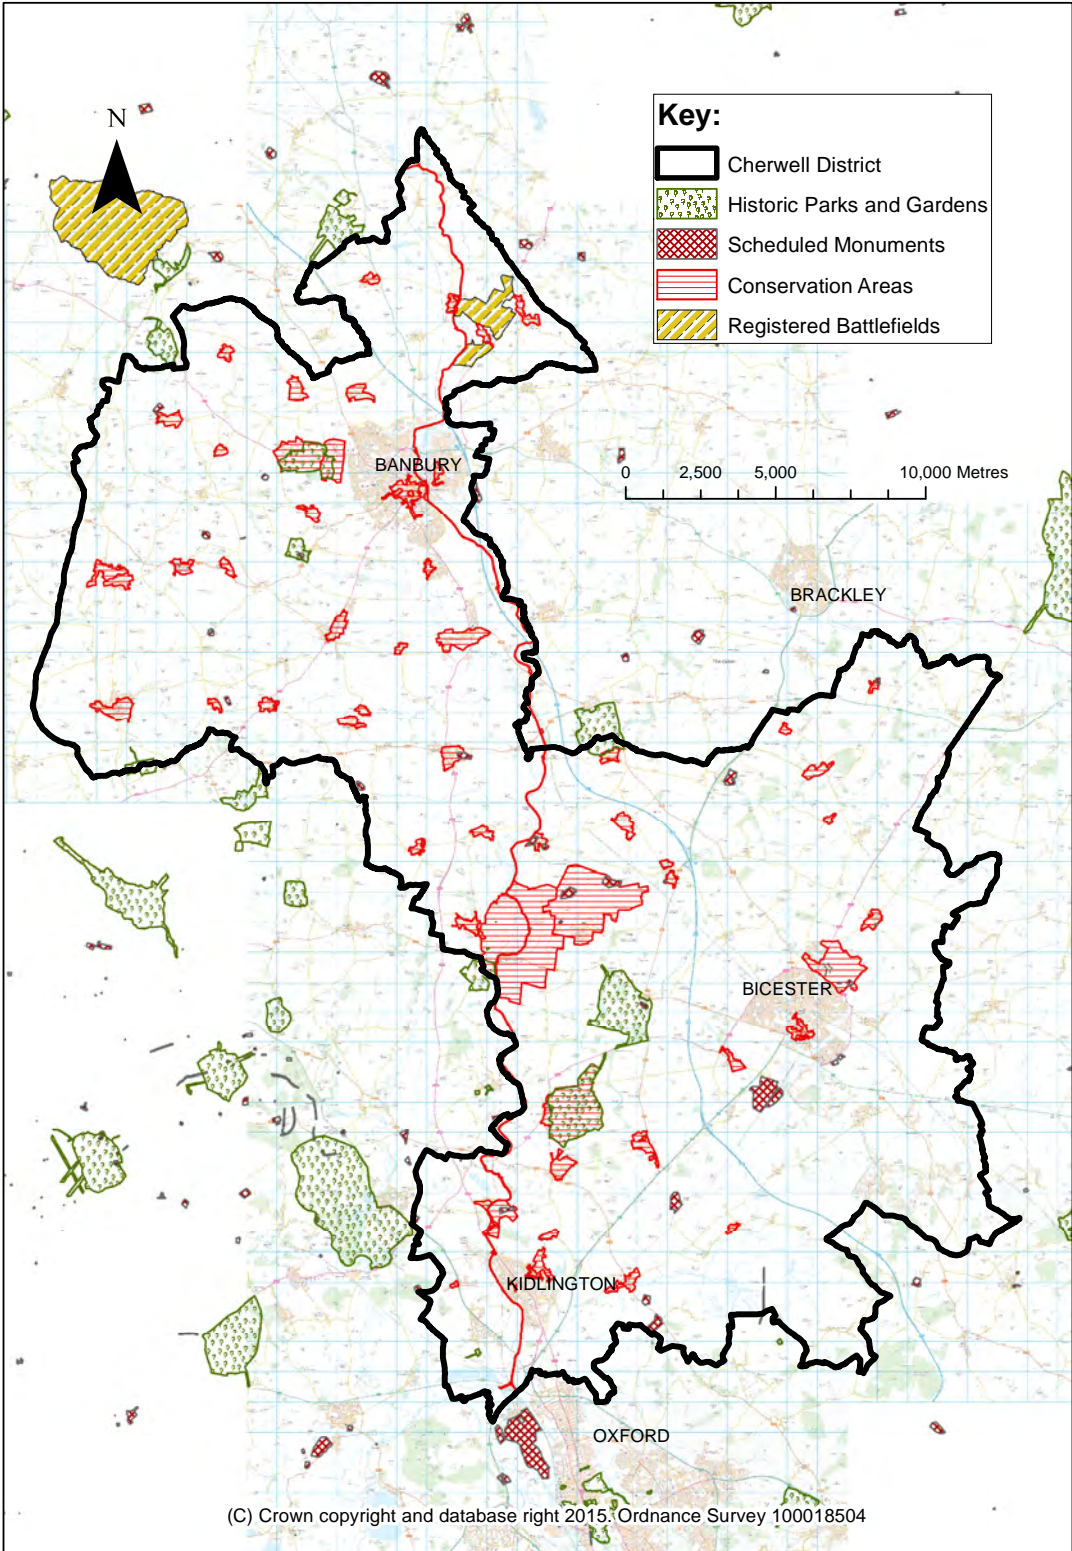 N
Key:
Cherwell District
Historic Parks and Gardens
Scheduled Monuments
Conservation Areas
Registered Battlefields
BANBURY
0 2,500 5,000 10,000 Metres
BRACKLEY
BICESTER
KIDLINGTON
OXFORD
(C) Crown copyright and database right 2015. Ordnance Survey 100018504